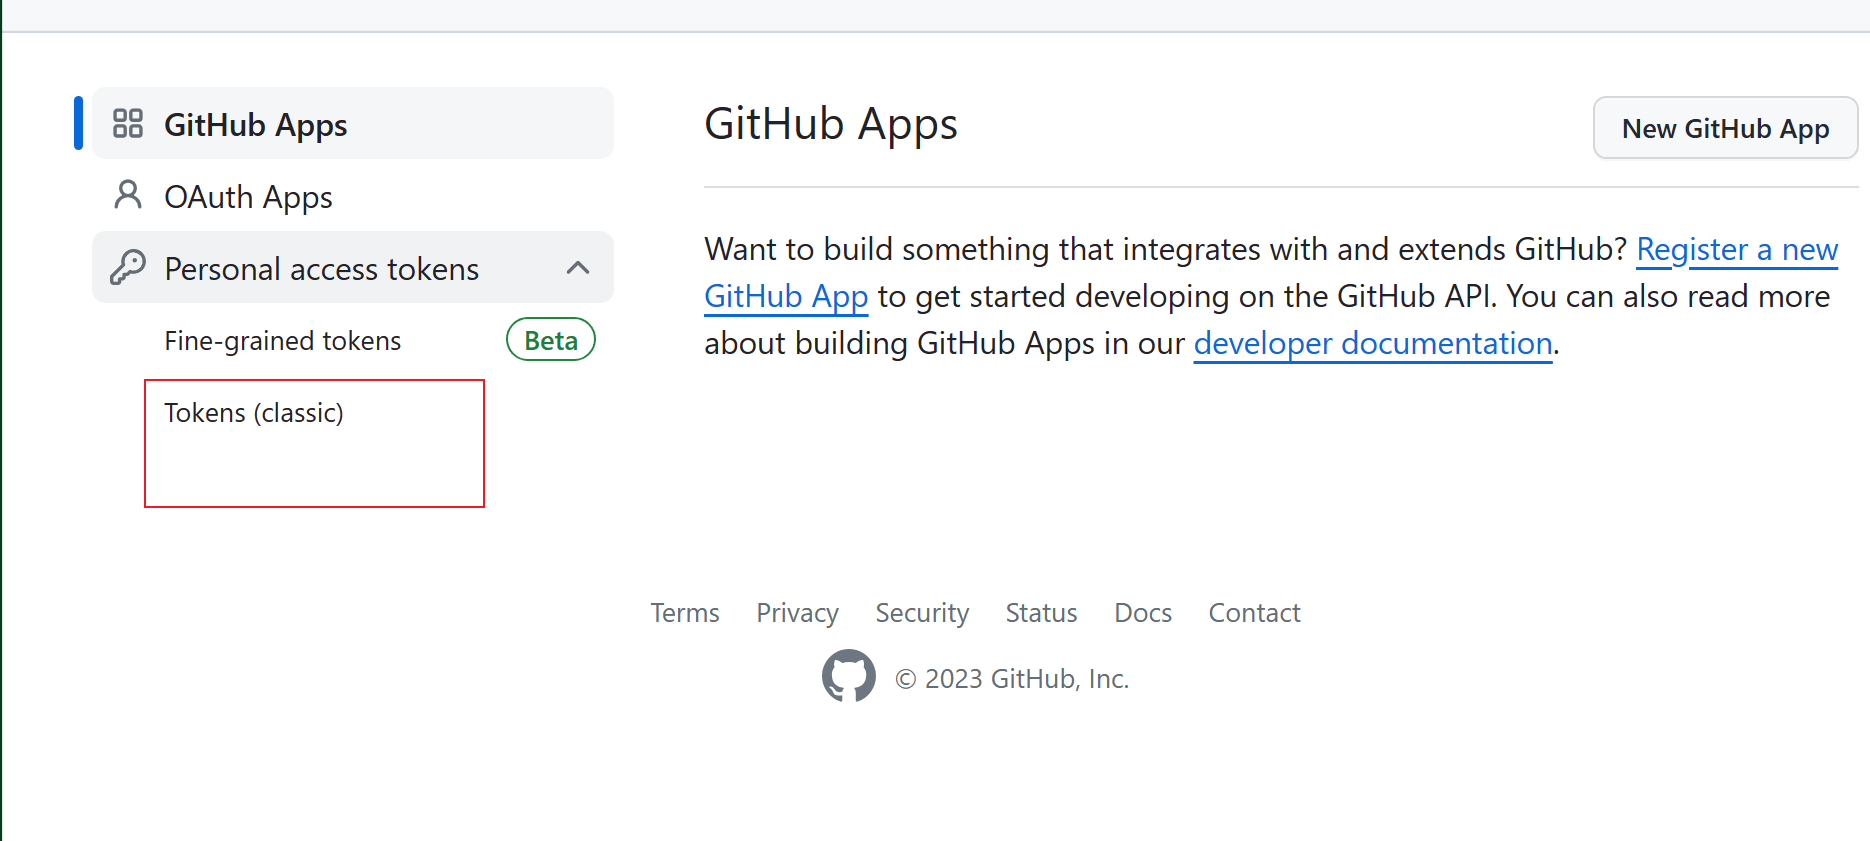 GitHub Apps
OAuth Apps
Personal access tokens
Fine-grained tokens Beta
Tokens (classic)
GitHub Apps
New GitHub App
Want to build something that integrates with and extends GitHub? Register a new
GitHub App to get started developing on the GitHub API. You can also read more
about building GitHub Apps in our developer documentation.
Terms Privacy Security Status Docs Contact
© 2023 GitHub, Inc.